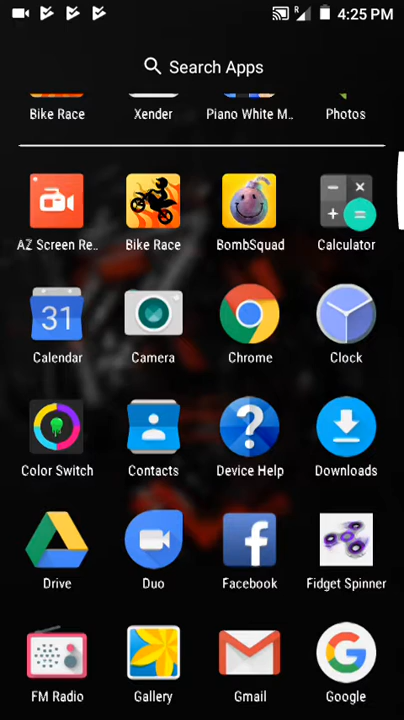 4:25 PM
Search Apps
Bike Race Xender Piano White M.. Photos
AZ Screen Re.. Bike Race BombSquad Calculator
31
Calendar Camera Chrome Clock
Color Switch Contacts Device Help Downloads
Drive Duo Facebook Fidget Spinner
FM Radio Gallery Gmail Google